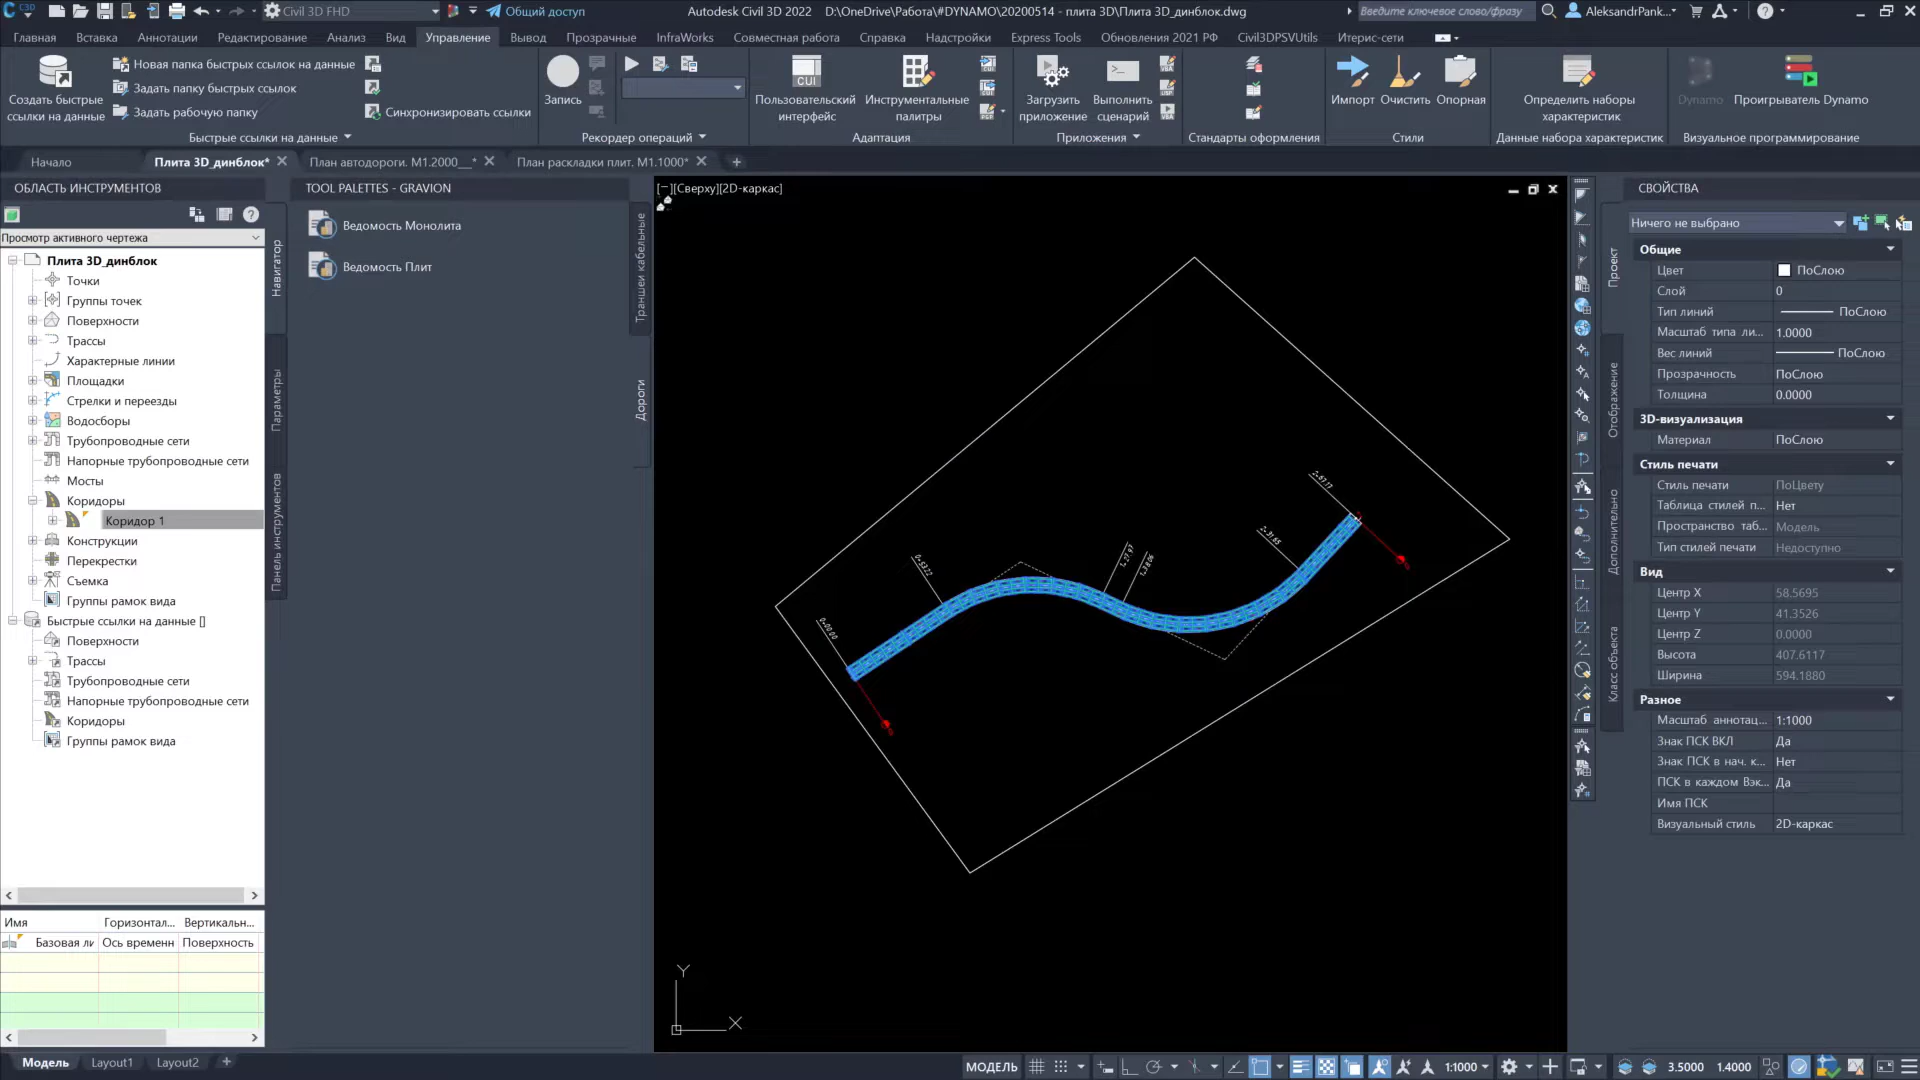 Civil 3D FHD
Общий доступ
Autodesk Civil 3D 2022 D:\OneDrive\Работа\#DYNAMO\20200514 - плита 3D\Плита 3D_динблок.dwg
Введите ключевое слово/фразу
AleksandrPank...
Главная Вставка Аннотации Редактирование Анализ Вид Управление Вывод Прозрачные InfraWorks Совместная работа Справка Надстройки Express Tools Обновления 2021 РФ Civil3DPSVUtils Итерис-сети
Создать быстрые ссылки на данные
Новая папка быстрых ссылок на данные
Задать папку быстрых ссылок
Задать рабочую папку
Синхронизировать ссылки
Быстрые ссылки на данные
Запись
Рекордер операций
CUI
Пользовательский интерфейс
Инструментальные палитры
Адаптация
Загрузить приложение
Выполнить сценарий
Приложения
Стандарты оформления
Импорт Очистить Опорная
Стили
Определить наборы характеристик
Данные набора характеристик
Dynamo Проигрыватель Dynamo
Визуальное программирование
Начало Плита 3D_динблок* План автодороги. М1.2000__* План раскладки плит. М1.1000*
ОБЛАСТЬ ИНСТРУМЕНТОВ
Просмотр активного чертежа
Плита 3D_динблок
Точки
Группы точек
Поверхности
Трассы
Характерные линии
Площадки
Стрелки и переезды
Водосборы
Трубопроводные сети
Напорные трубопроводные сети
Мосты
Коридоры
Коридор 1
Конструкции
Перекрестки
Съемка
Группы рамок вида
Быстрые ссылки на данные []
Поверхности
Трассы
Трубопроводные сети
Напорные трубопроводные сети
Коридоры
Группы рамок вида
Навигатор
Параметры
Панель инструментов
Имя Горизонтал... Вертикальн...
Базовая ли Ось временн Поверхность
TOOL PALETTES - GRAVION
Ведомость Монолита
Ведомость Плит
Траншеи кабельные
Дороги
[−][Сверху][2D-каркас]
0+00.00
Y
X
СВОЙСТВА
Ничего не выбрано
Проект
Отображение
Дополнительно
Класс объекта
Общие
Цвет ПоСлою
Слой 0
Тип линий ПоСлою
Масштаб типа ли... 1.0000
Вес линий ПоСлою
Прозрачность ПоСлою
Толщина 0.0000
3D-визуализация
Материал ПоСлою
Стиль печати
Стиль печати ПоЦвету
Таблица стилей п... Нет
Пространство таб... Модель
Тип стилей печати Недоступно
Вид
Центр X 58.5695
Центр Y 41.3526
Центр Z 0.0000
Высота 407.6117
Ширина 594.1880
Разное
Масштаб аннотац... 1:1000
Знак ПСК ВКЛ Да
Знак ПСК в нач. к... Нет
ПСК в каждом Вэк... Да
Имя ПСК
Визуальный стиль 2D-каркас
Модель Layout1 Layout2
МОДЕЛЬ 1:1000 3.5000 1.4000